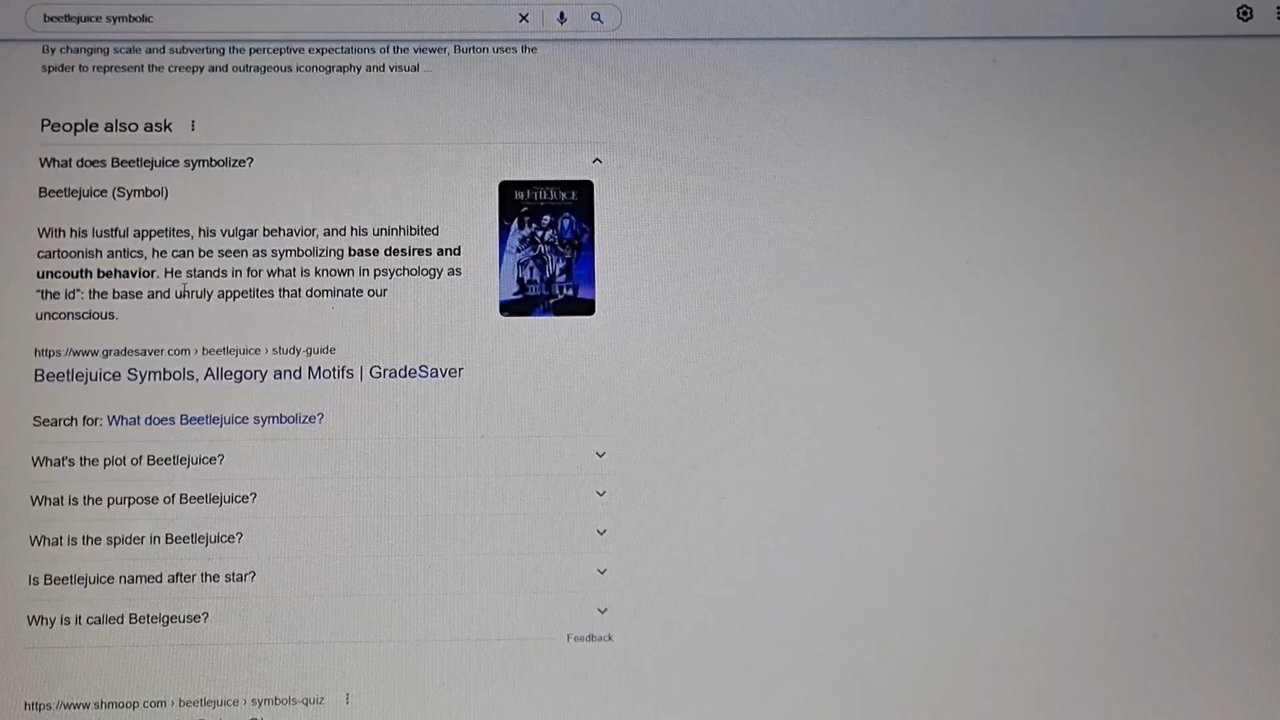 beetlejuice symbolic
By changing scale and subverting the perceptive expectations of the viewer, Burton uses the
spider to represent the creepy and outrageous iconography and visual ...
People also ask
What does Beetlejuice symbolize?
Beetlejuice (Symbol)
BEETLEJUICE
With his lustful appetites, his vulgar behavior, and his uninhibited
cartoonish antics, he can be seen as symbolizing base desires and
uncouth behavior. He stands in for what is known in psychology as
"the id": the base and unruly appetites that dominate our
unconscious.
https://www.gradesaver.com › beetlejuice › study-guide
Beetlejuice Symbols, Allegory and Motifs | GradeSaver
Search for: What does Beetlejuice symbolize?
What's the plot of Beetlejuice?
What is the purpose of Beetlejuice?
What is the spider in Beetlejuice?
Is Beetlejuice named after the star?
Why is it called Betelgeuse?
Feedback
https://www.shmoop.com › beetlejuice › symbols-quiz